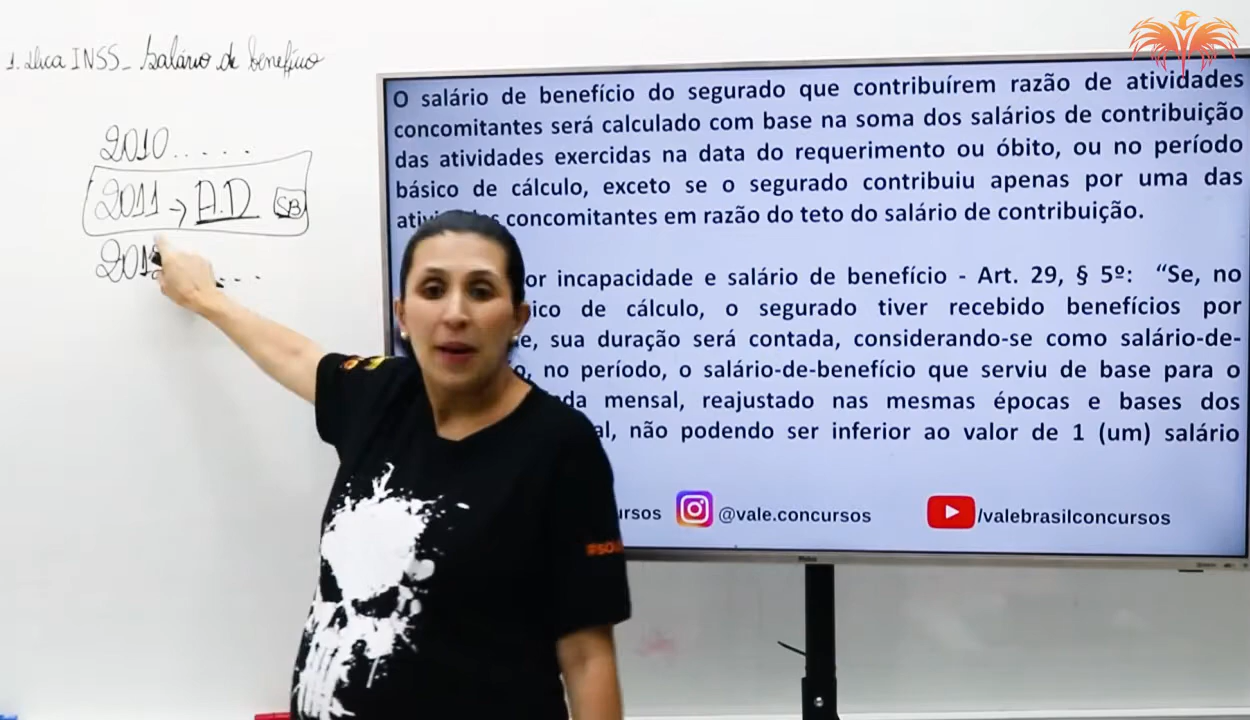 1. Dica INSS - Salário de benefício
2010.....
2011 → A.D SB
O salário de benefício do segurado que contribuírem razão de atividades
concomitantes será calculado com base na soma dos salários de contribuição
das atividades exercidas na data do requerimento ou óbito, ou no período
básico de cálculo, exceto se o segurado contribuiu apenas por uma das
concomitantes em razão do teto do salário de contribuição.
or incapacidade e salário de benefício - Art. 29, § 5º: “Se, no
ico de cálculo, o segurado tiver recebido benefícios por
e, sua duração será contada, considerando-se como salário-de-
o, no período, o salário-de-benefício que serviu de base para o
da mensal, reajustado nas mesmas épocas e bases dos
al, não podendo ser inferior ao valor de 1 (um) salário
ursos @vale.concursos /valebrasilconcursos